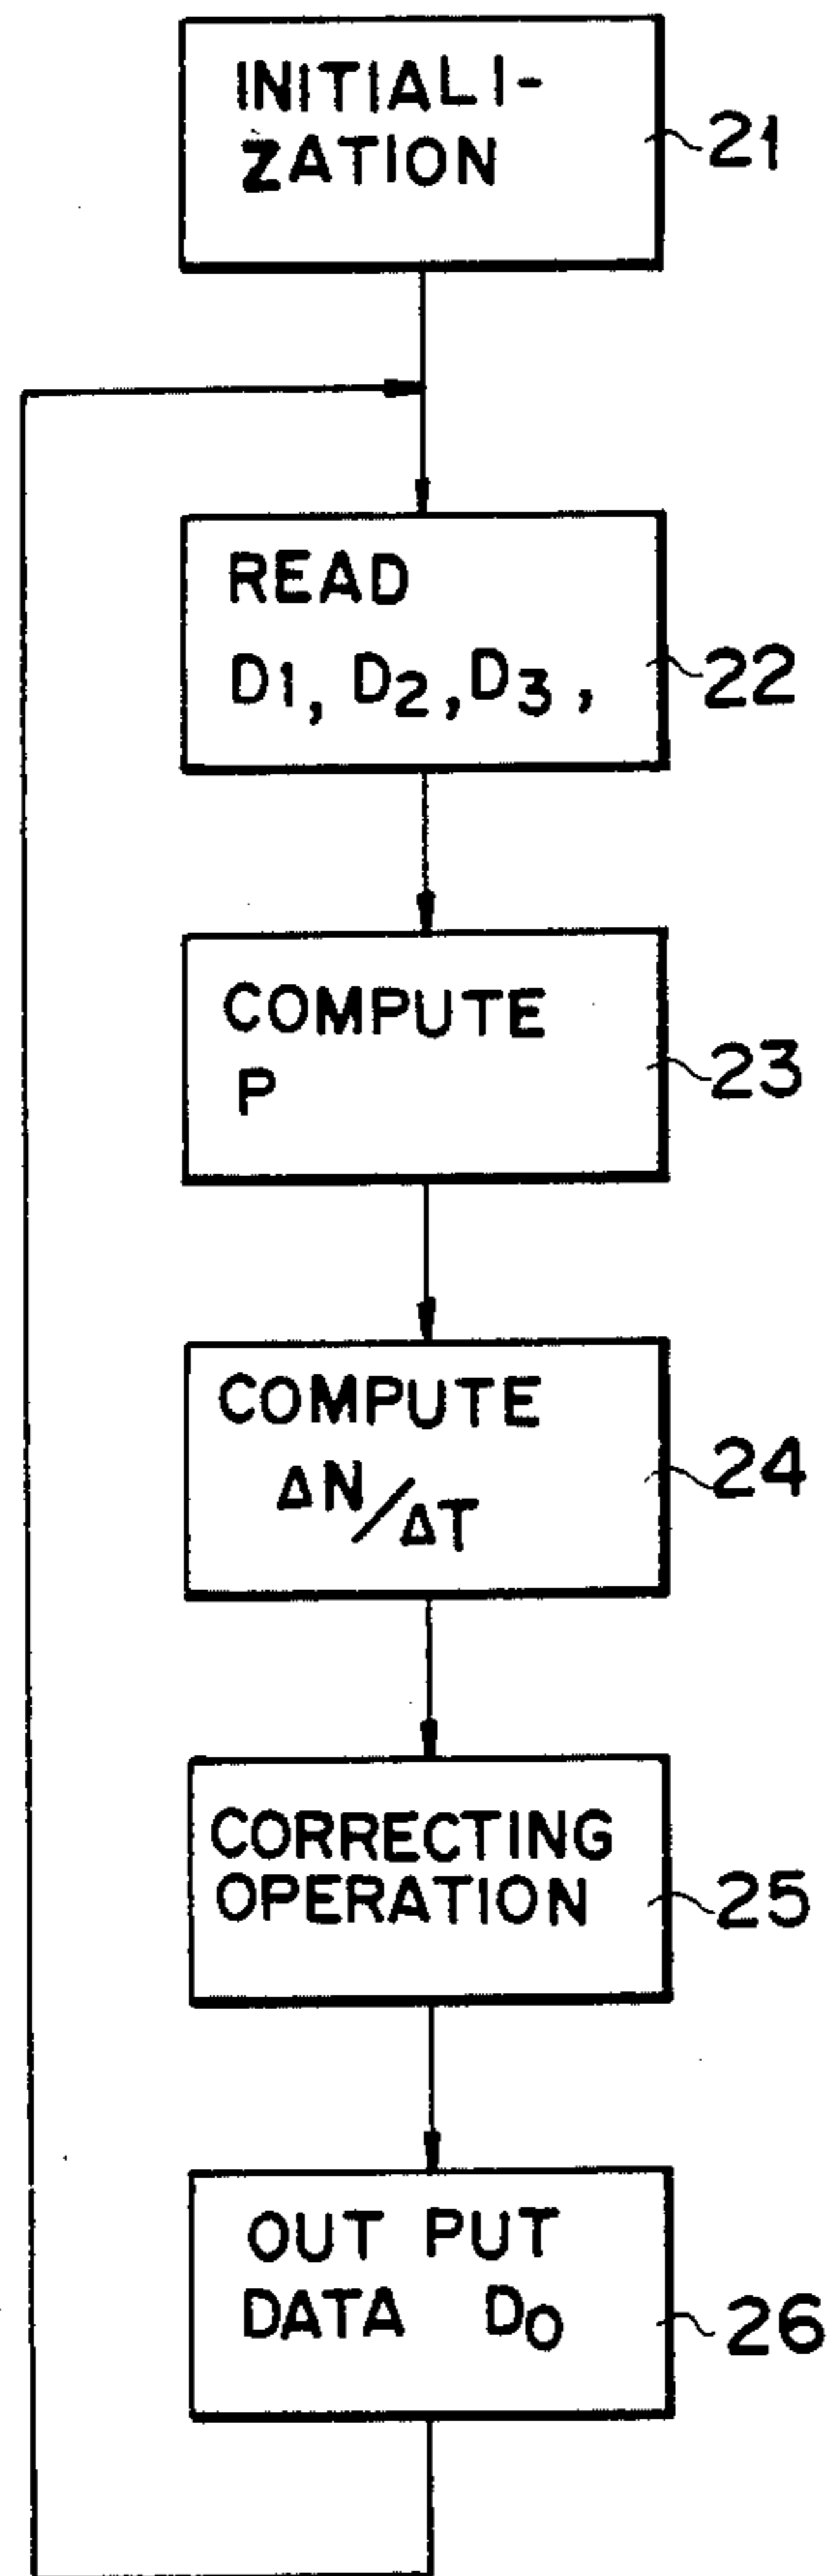 INITIALI-
ZATION
21
READ
D1, D2, D3,
22
COMPUTE
P
23
COMPUTE
ΔN/ΔT
24
CORRECTING
OPERATION
25
OUT PUT
DATA DO
26